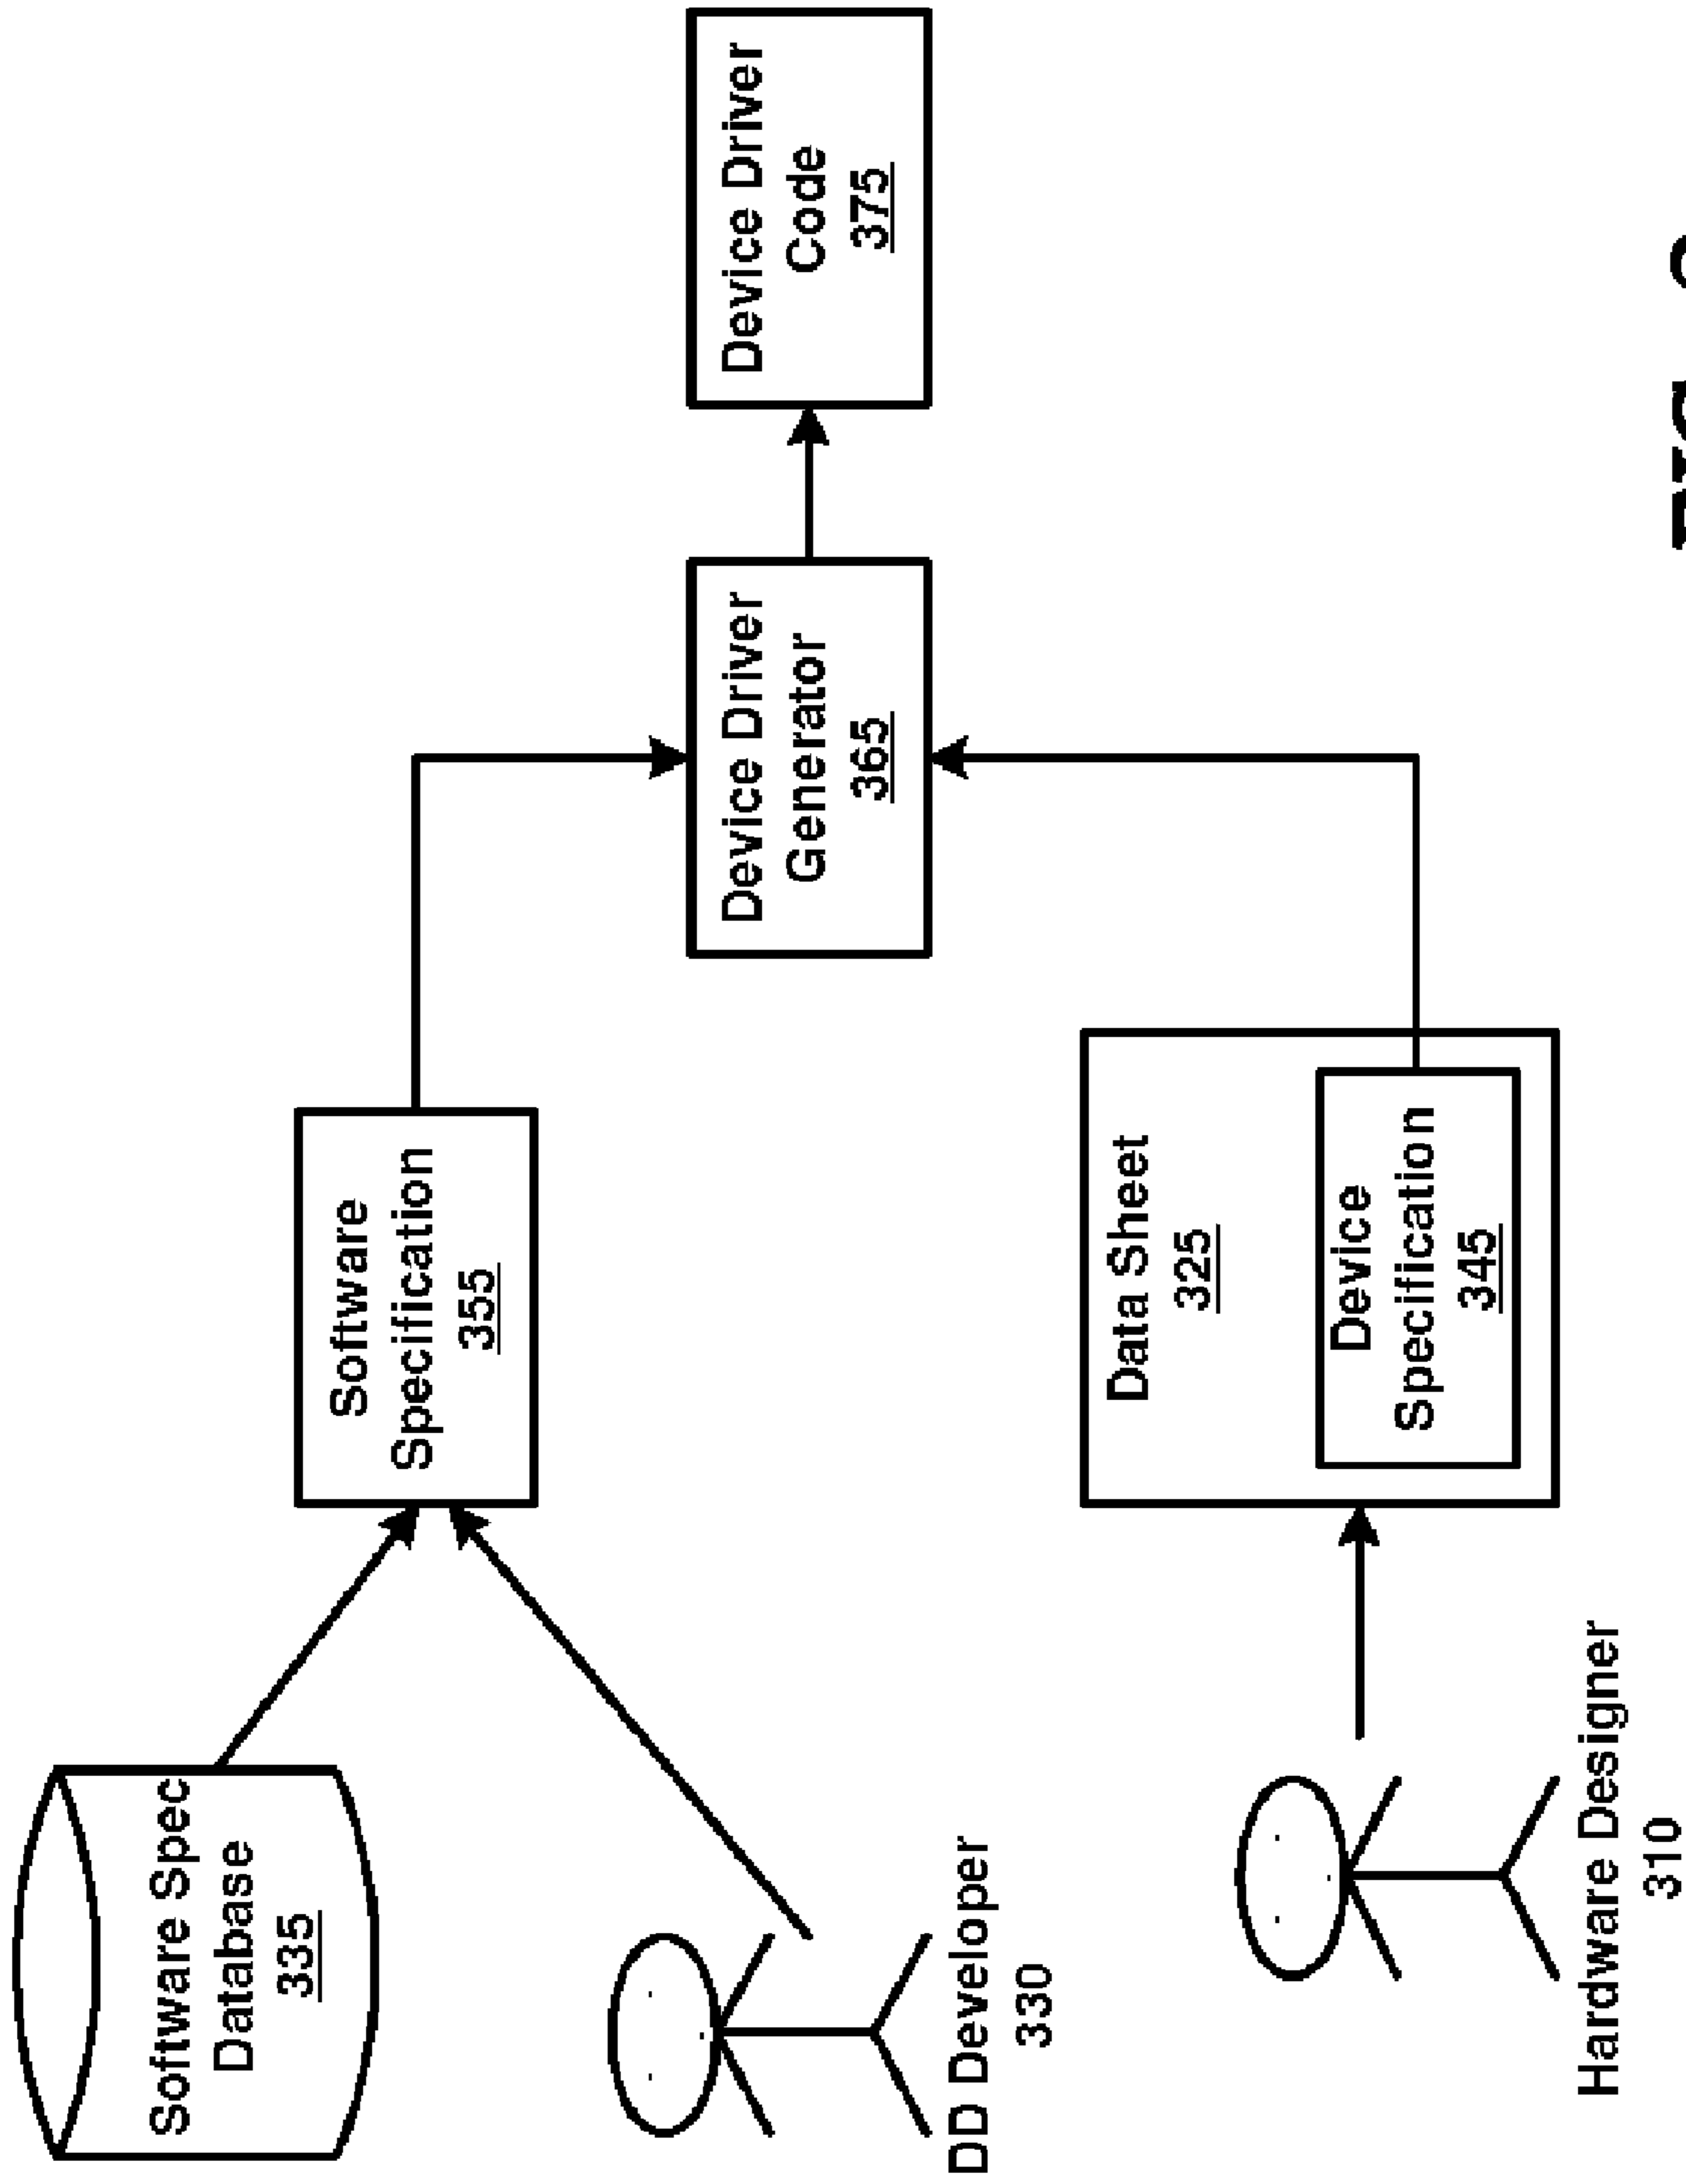 Software Spec
Database
335
DD Developer
330
Hardware Designer
310
Software
Specification
355
Data Sheet
325
Device
Specification
345
Device Driver
Generator
365
Device Driver
Code
375